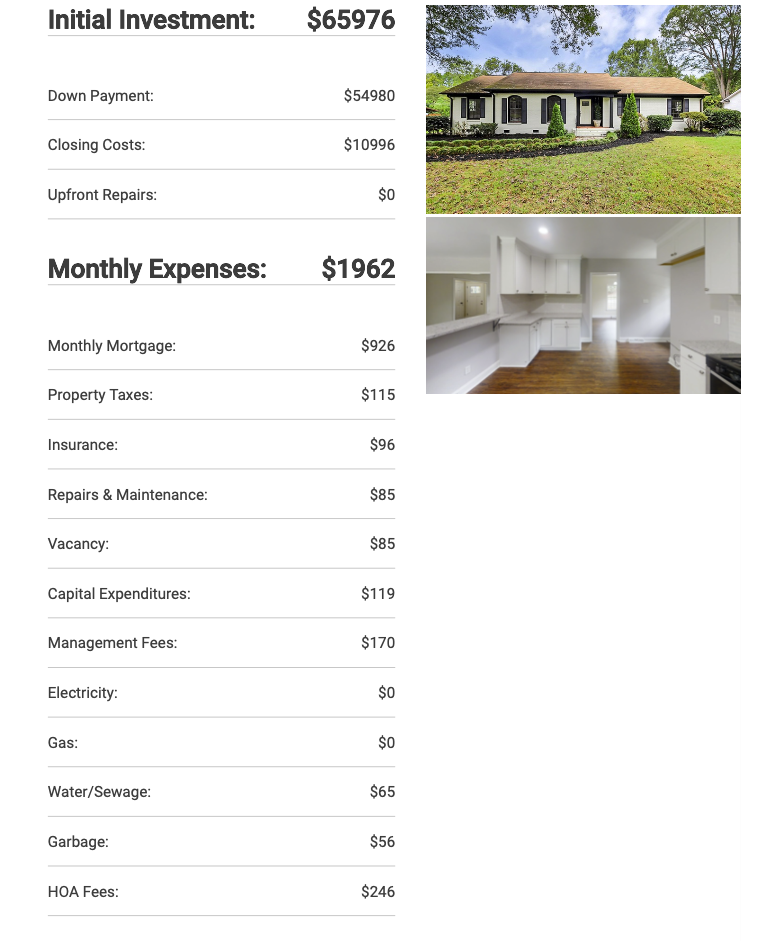 Initial Investment: $65976
Down Payment: $54980
Closing Costs: $10996
Upfront Repairs: $0
Monthly Expenses: $1962
Monthly Mortgage: $926
Property Taxes: $115
Insurance: $96
Repairs & Maintenance: $85
Vacancy: $85
Capital Expenditures: $119
Management Fees: $170
Electricity: $0
Gas: $0
Water/Sewage: $65
Garbage: $56
HOA Fees: $246